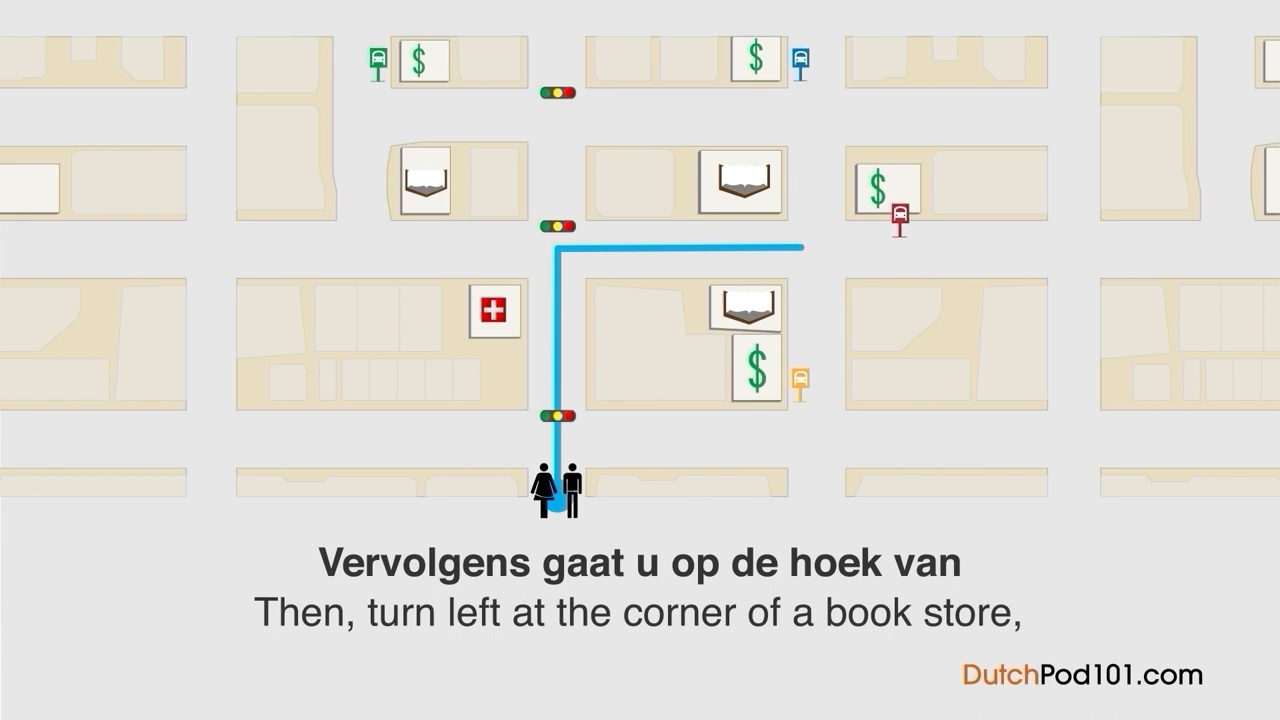 $
$
$
$
Vervolgens gaat u op de hoek van
Then, turn left at the corner of a book store,
DutchPod101.com